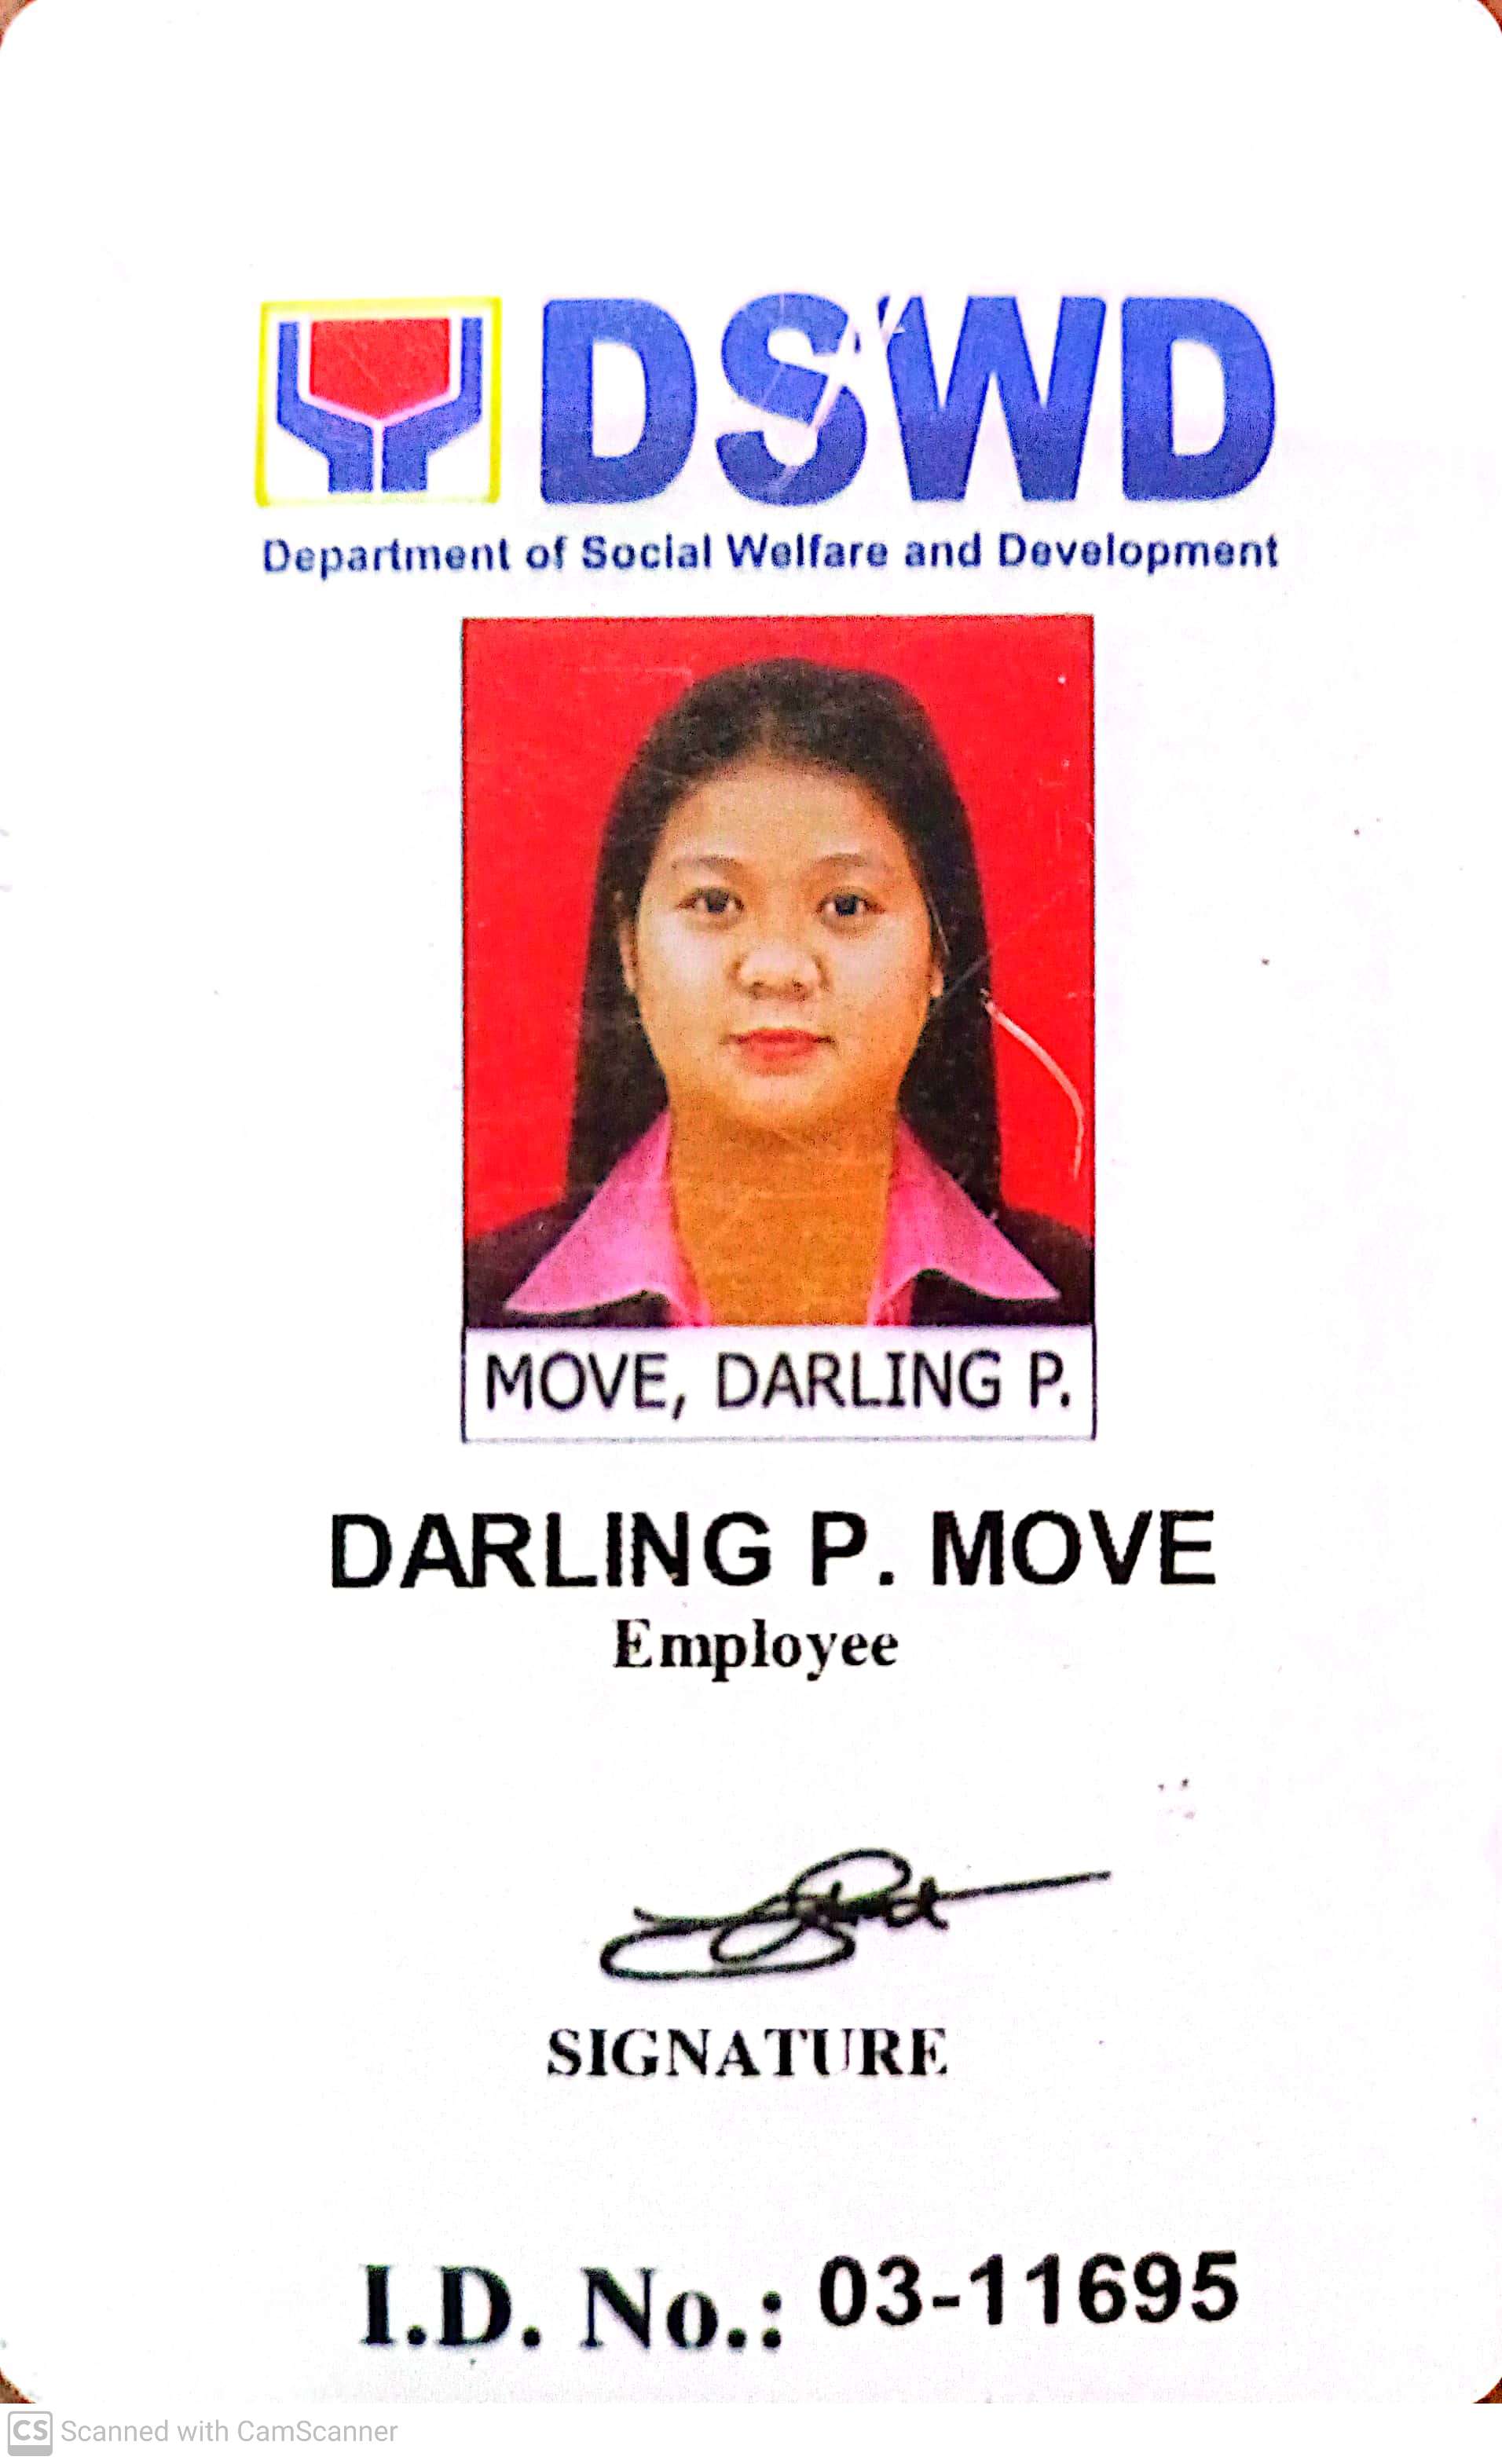 DSWD
Department of Social Welfare and Development
MOVE, DARLING P.
DARLING P. MOVE
Employee
SIGNATURE
I.D. No.: 03-11695
CS Scanned with CamScanner